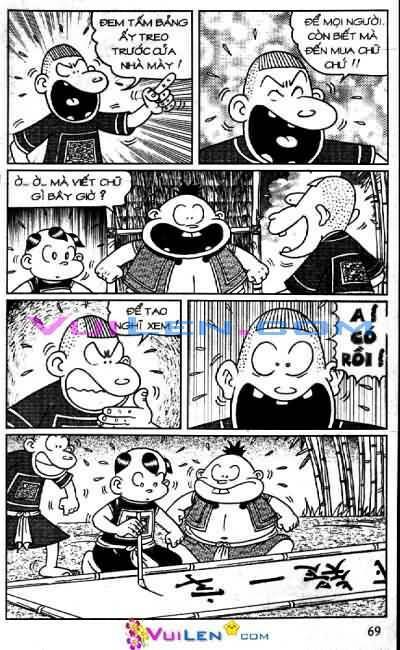 ĐEM TẤM BẢNG
ẤY TREO
TRƯỚC CỬA
NHÀ MÀY !
ĐỂ MỌI NGƯỜI
CÒN BIẾT MÀ
ĐẾN MUA CHỮ
CHỨ !!
Ờ... Ờ... MÀ VIẾT CHỮ
GÌ BÂY GIỜ ?
ĐỂ TAO
NGHĨ XEM
A !
CÓ
RỒI !
VUILEN.COM
一
69
VUILEN.COM